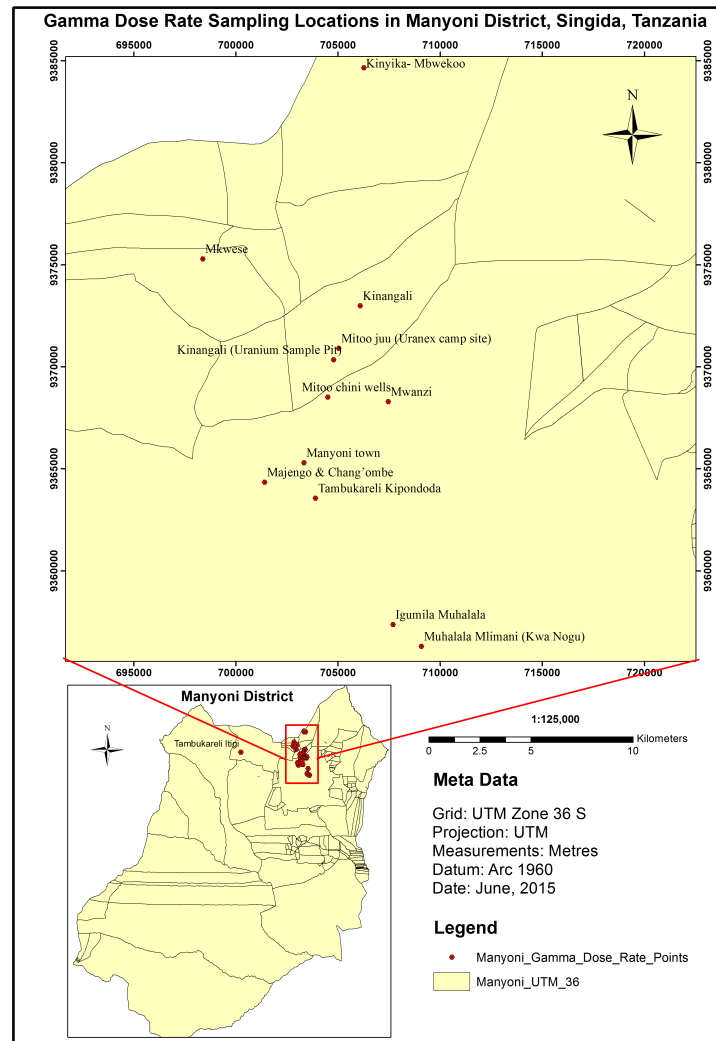 Gamma Dose Rate Sampling Locations in Manyoni District, Singida, Tanzania
695000 700000 705000 710000 715000 720000
9385000 9385000
Kinyika- Mbwekoo
N
9380000 9380000
Mkwese
9375000 9375000
Kinangali
Mitoo juu (Uranex camp site)
Kinangali (Uranium Sample Pit)
9370000 9370000
Mitoo chini wells
Mwanzi
Manyoni town
9365000 9365000
Majengo & Chang'ombe
Tambukareli Kipondoda
9360000 9360000
Igumila Muhalala
Muhalala Mlimani (Kwa Nogu)
695000 700000 705000 710000 715000 720000
Manyoni District
N
Tambukareli Itigi
1:125,000
Kilometers
0 2.5 5 10
Meta Data
Grid: UTM Zone 36 S
Projection: UTM
Measurements: Metres
Datum: Arc 1960
Date: June, 2015
Legend
Manyoni_Gamma_Dose_Rate_Points
Manyoni_UTM_36